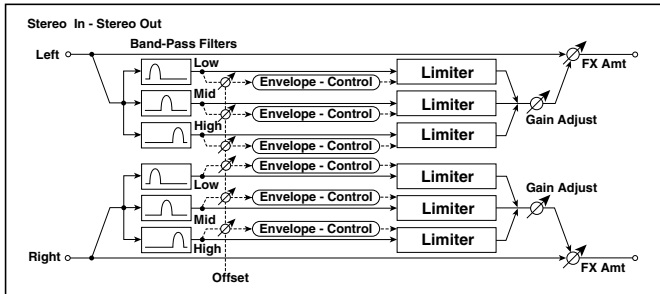 Stereo In - Stereo Out
Band-Pass Filters
Left
Low
Envelope - Control
Limiter
FX Amt
Mid
Envelope - Control
Limiter
Gain Adjust
High
Envelope - Control
Limiter
Envelope - Control
Low
Limiter
Gain Adjust
Envelope - Control
Mid
Limiter
Envelope - Control
High
Limiter
Right
FX Amt
Offset